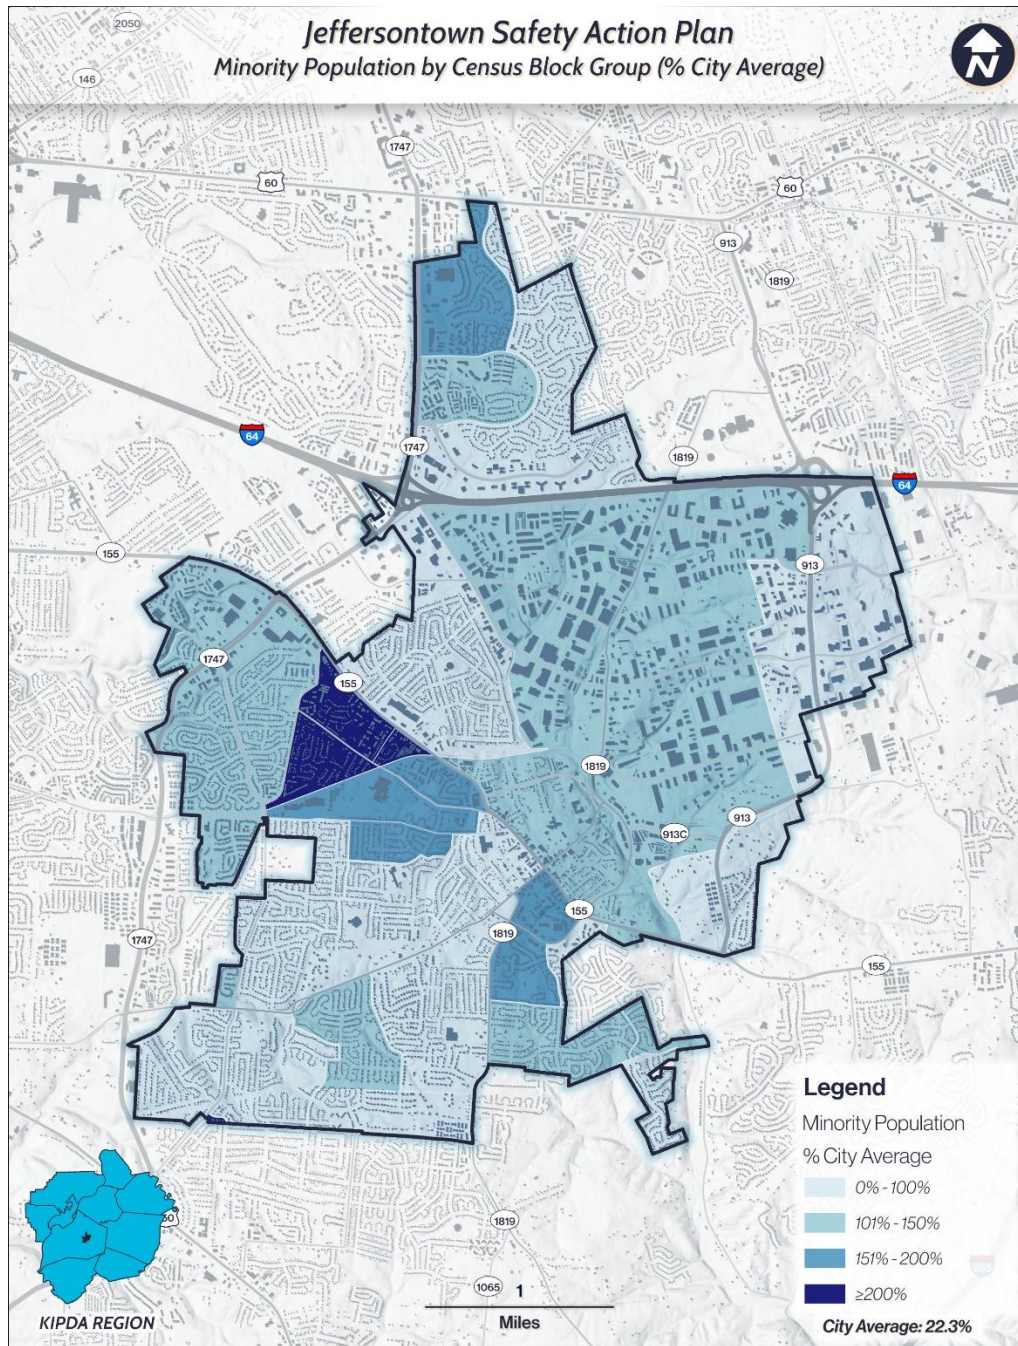 Jeffersontown Safety Action Plan
Minority Population by Census Block Group (% City Average)
N
2050
146
1747
60
60
913
1819
64
1747
1819
64
155
913
1747
155
1819
913
913C
1819
155
1747
155
Legend
Minority Population
% City Average
0% - 100%
101% - 150%
151% - 200%
≥200%
City Average: 22.3%
265
1819
1065
1
Miles
KIPDA REGION